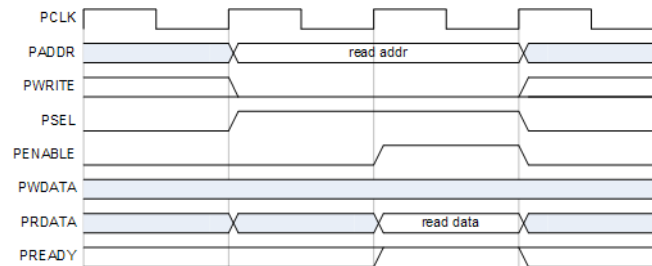 PCLK
PADDR
read addr
PWRITE
PSEL
PENABLE
PWDATA
PRDATA
read data
PREADY